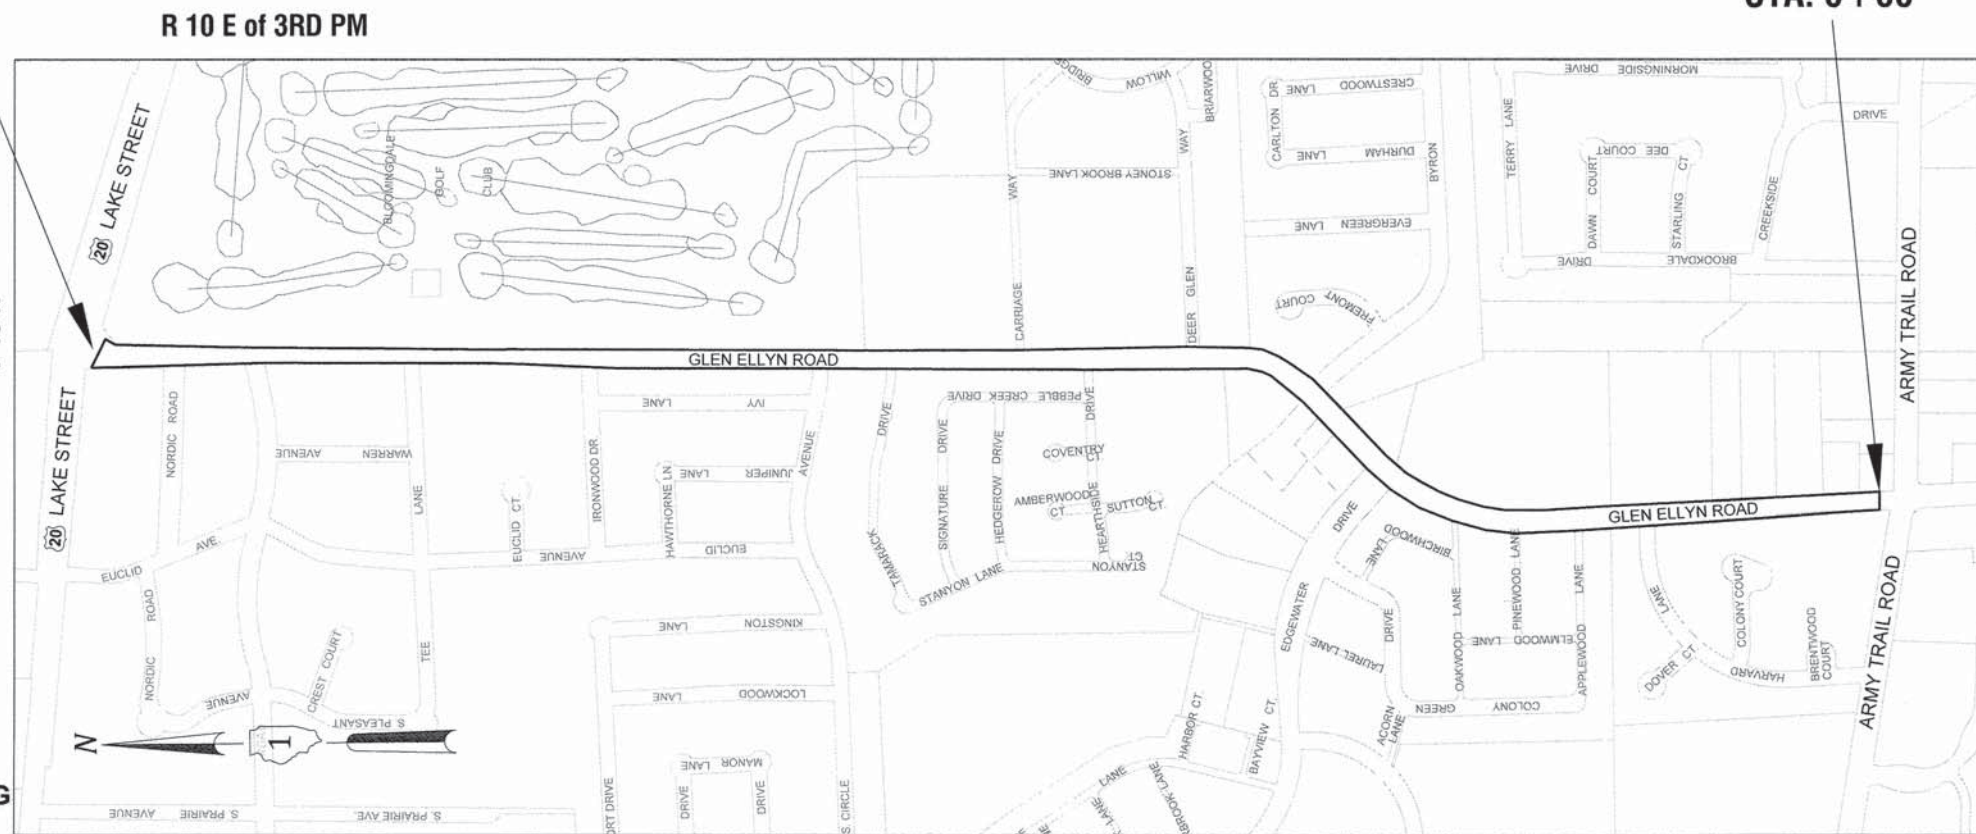 R 10 E of 3RD PM
20 LAKE STREET
20 LAKE STREET
BLOOMINGDALE
GOLF
CLUB
BRIDGE
WILLOW
WAY
BRIARWOO
STONEY BROOK LANE
CARRIAGE WAY
DEER GLEN
CARLTON DR.
CRESTWOOD LANE
DURHAM LANE
BYRON
EVERGREEN LANE
FREMONT COURT
TERRY LANE
MORNINGSIDE DRIVE
DRIVE
DEE COURT
DAWN COURT
STARLING CT
CREEKSIDE
BROOKDALE DRIVE
ARMY TRAIL ROAD
GLEN ELLYN ROAD
GLEN ELLYN ROAD
NORDIC ROAD
WARREN AVENUE
TEE LANE
EUCLID CT
IRONWOOD DR
IVY LANE
HAWTHORNE LN
JUNIPER LANE
AVENUE
EUCLID AVENUE
EUCLID AVE
NORDIC ROAD
AVENUE
CREST COURT
S. PLEASANT
TAMARACK DRIVE
SIGNATURE DRIVE
HEDGEROW DRIVE
PEBBLE CREEK DRIVE
COVENTRY
CT.
AMBERWOOD
CT
SUTTON
CT.
HEARTHSIDE DRIVE
STANYON LANE
STANYON
CT
KINGSTON LANE
LOCKWOOD LANE
MANOR LANE
DRIVE
DRIVE
ORT DRIVE
S. CIRCLE
S. PRAIRIE AVENUE
S. PRAIRIE AVE.
N
1
EDGEWATER DRIVE
BIRCHWOOD LANE
LAUREL LANE
DRIVE
OAKWOOD LANE
PINEWOOD LANE
ELMWOOD LANE
APPLEWOOD LANE
COLONY GREEN
ACORN
LANE
HARBOR CT.
BAYVIEW CT.
LANE
LANE
BROOK LANE
HARVARD LANE
DOVER CT
COLONY COURT
BRENTWOOD
COURT
ARMY TRAIL ROAD
G